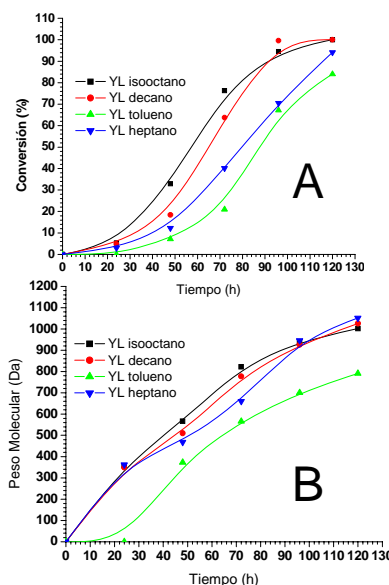 110
100
90
80
70
60
50
40
30
20
10
0
Conversión (%)
YL isooctano
YL decano
YL tolueno
YL heptano
A
0 10 20 30 40 50 60 70 80 90 100 110 120 130
Tiempo (h)
1200
1100
1000
900
800
700
600
500
400
300
200
100
0
Peso Molecular (Da)
YL isooctano
YL decano
YL tolueno
YL heptano
B
0 10 20 30 40 50 60 70 80 90 100 110 120 130
Tiempo (h)